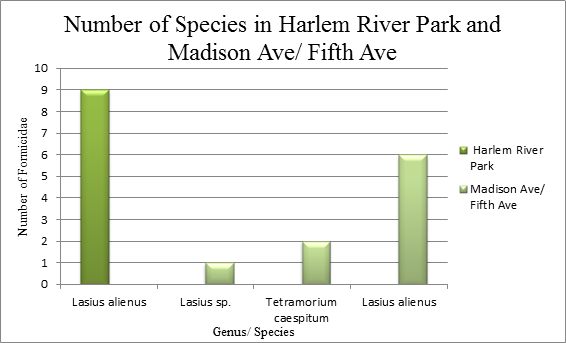 Number of Species in Harlem River Park and
Madison Ave/ Fifth Ave
Number of Formicidae
10
9
8
7
6
5
4
3
2
1
0
Lasius alienus
Lasius sp.
Tetramorium
caespitum
Lasius alienus
Genus/ Species
Harlem River
Park
Madison Ave/
Fifth Ave